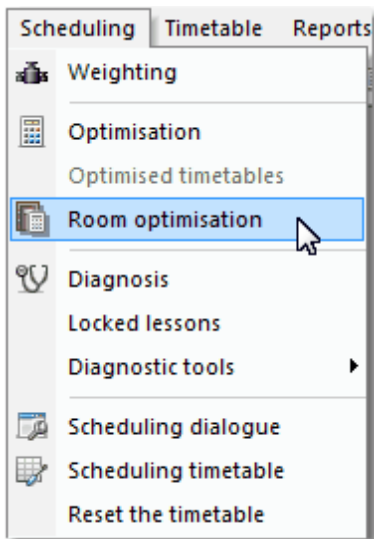 Scheduling Timetable Reports
Weighting
Optimisation
Optimised timetables
Room optimisation
Diagnosis
Locked lessons
Diagnostic tools
Scheduling dialogue
Scheduling timetable
Reset the timetable